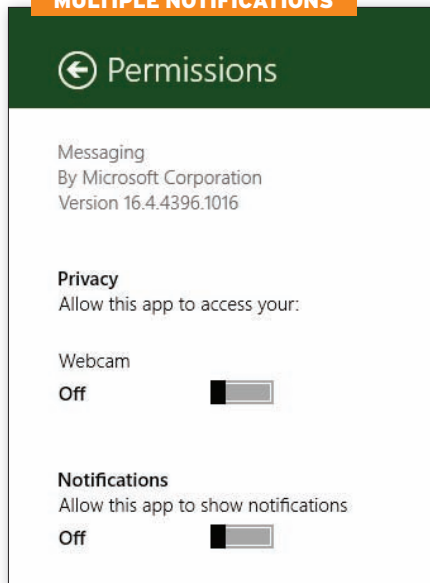 MULTIPLE NOTIFICATIONS
Permissions
Messaging
By Microsoft Corporation
Version 16.4.4396.1016
Privacy
Allow this app to access your:
Webcam
Off
Notifications
Allow this app to show notifications
Off